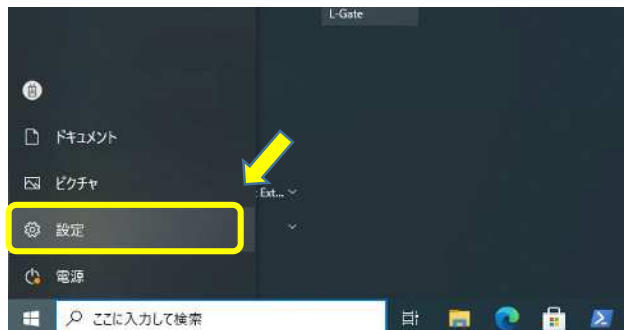 L-Gate
ドキュメント
ピクチャ
Ext...
設定
電源
ここに入力して検索